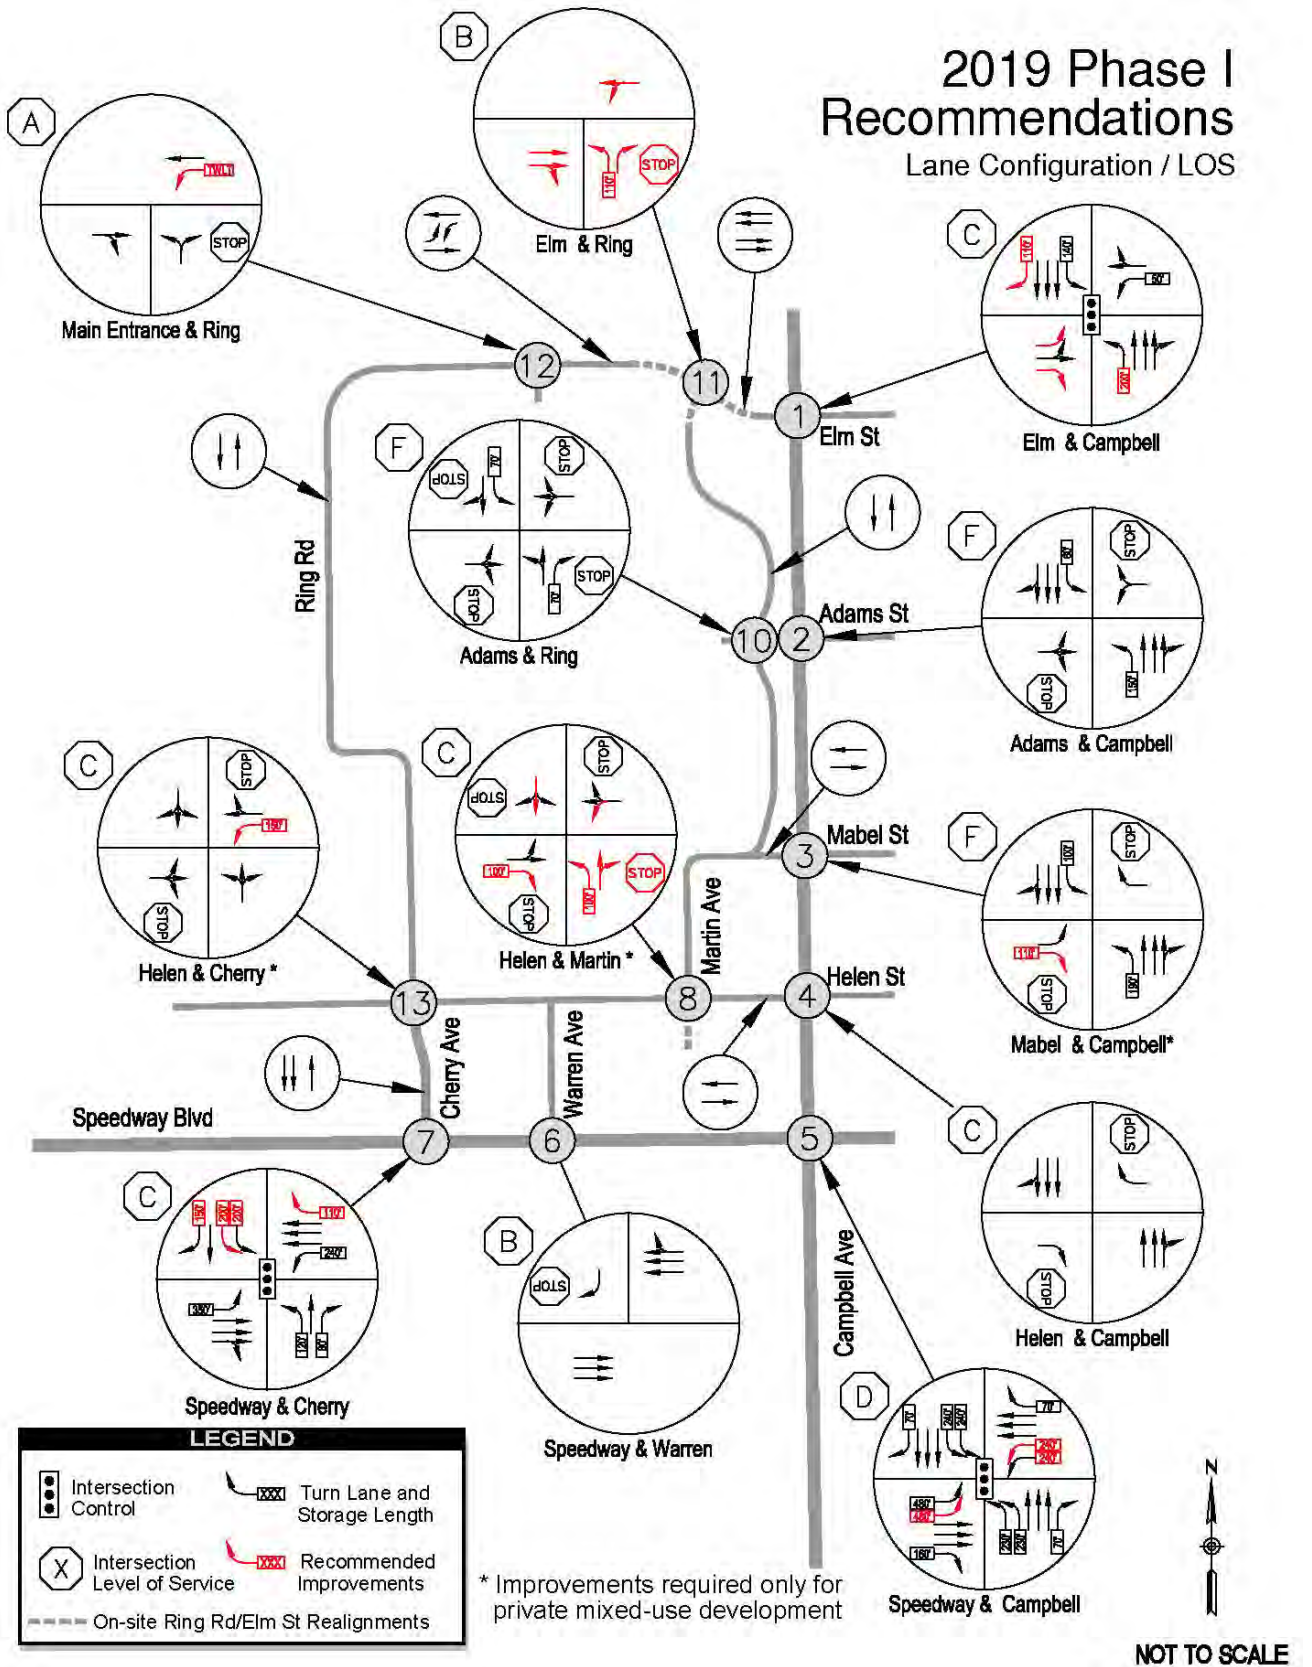 2019 Phase I
Recommendations
Lane Configuration / LOS
B
110'
STOP
Elm & Ring
A
TWLT
STOP
Main Entrance & Ring
C
110'
140'
50'
200'
Elm & Campbell
12
11
1
Elm St
F
STOP
70'
STOP
STOP
70'
STOP
Adams & Ring
Ring Rd
F
60'
STOP
STOP
150'
Adams & Campbell
Adams St
10
2
C
STOP
150'
STOP
Helen & Cherry *
C
STOP
STOP
100'
STOP
100'
STOP
Helen & Martin *
Mabel St
3
F
100'
STOP
110'
STOP
Mabel & Campbell*
Martin Ave
Helen St
13
8
4
Cherry Ave
Warren Ave
Speedway Blvd
7
6
5
C
STOP
STOP
Helen & Campbell
C
150'
110'
240'
350'
120'
80'
Speedway & Cherry
B
STOP
Speedway & Warren
Campbell Ave
D
70'
240'
240'
70'
240'
240'
480'
480'
160'
230'
230'
70'
Speedway & Campbell
LEGEND
Intersection
Control
XXX
Turn Lane and
Storage Length
X
Intersection
Level of Service
XXX
Recommended
Improvements
On-site Ring Rd/Elm St Realignments
* Improvements required only for
private mixed-use development
N
NOT TO SCALE